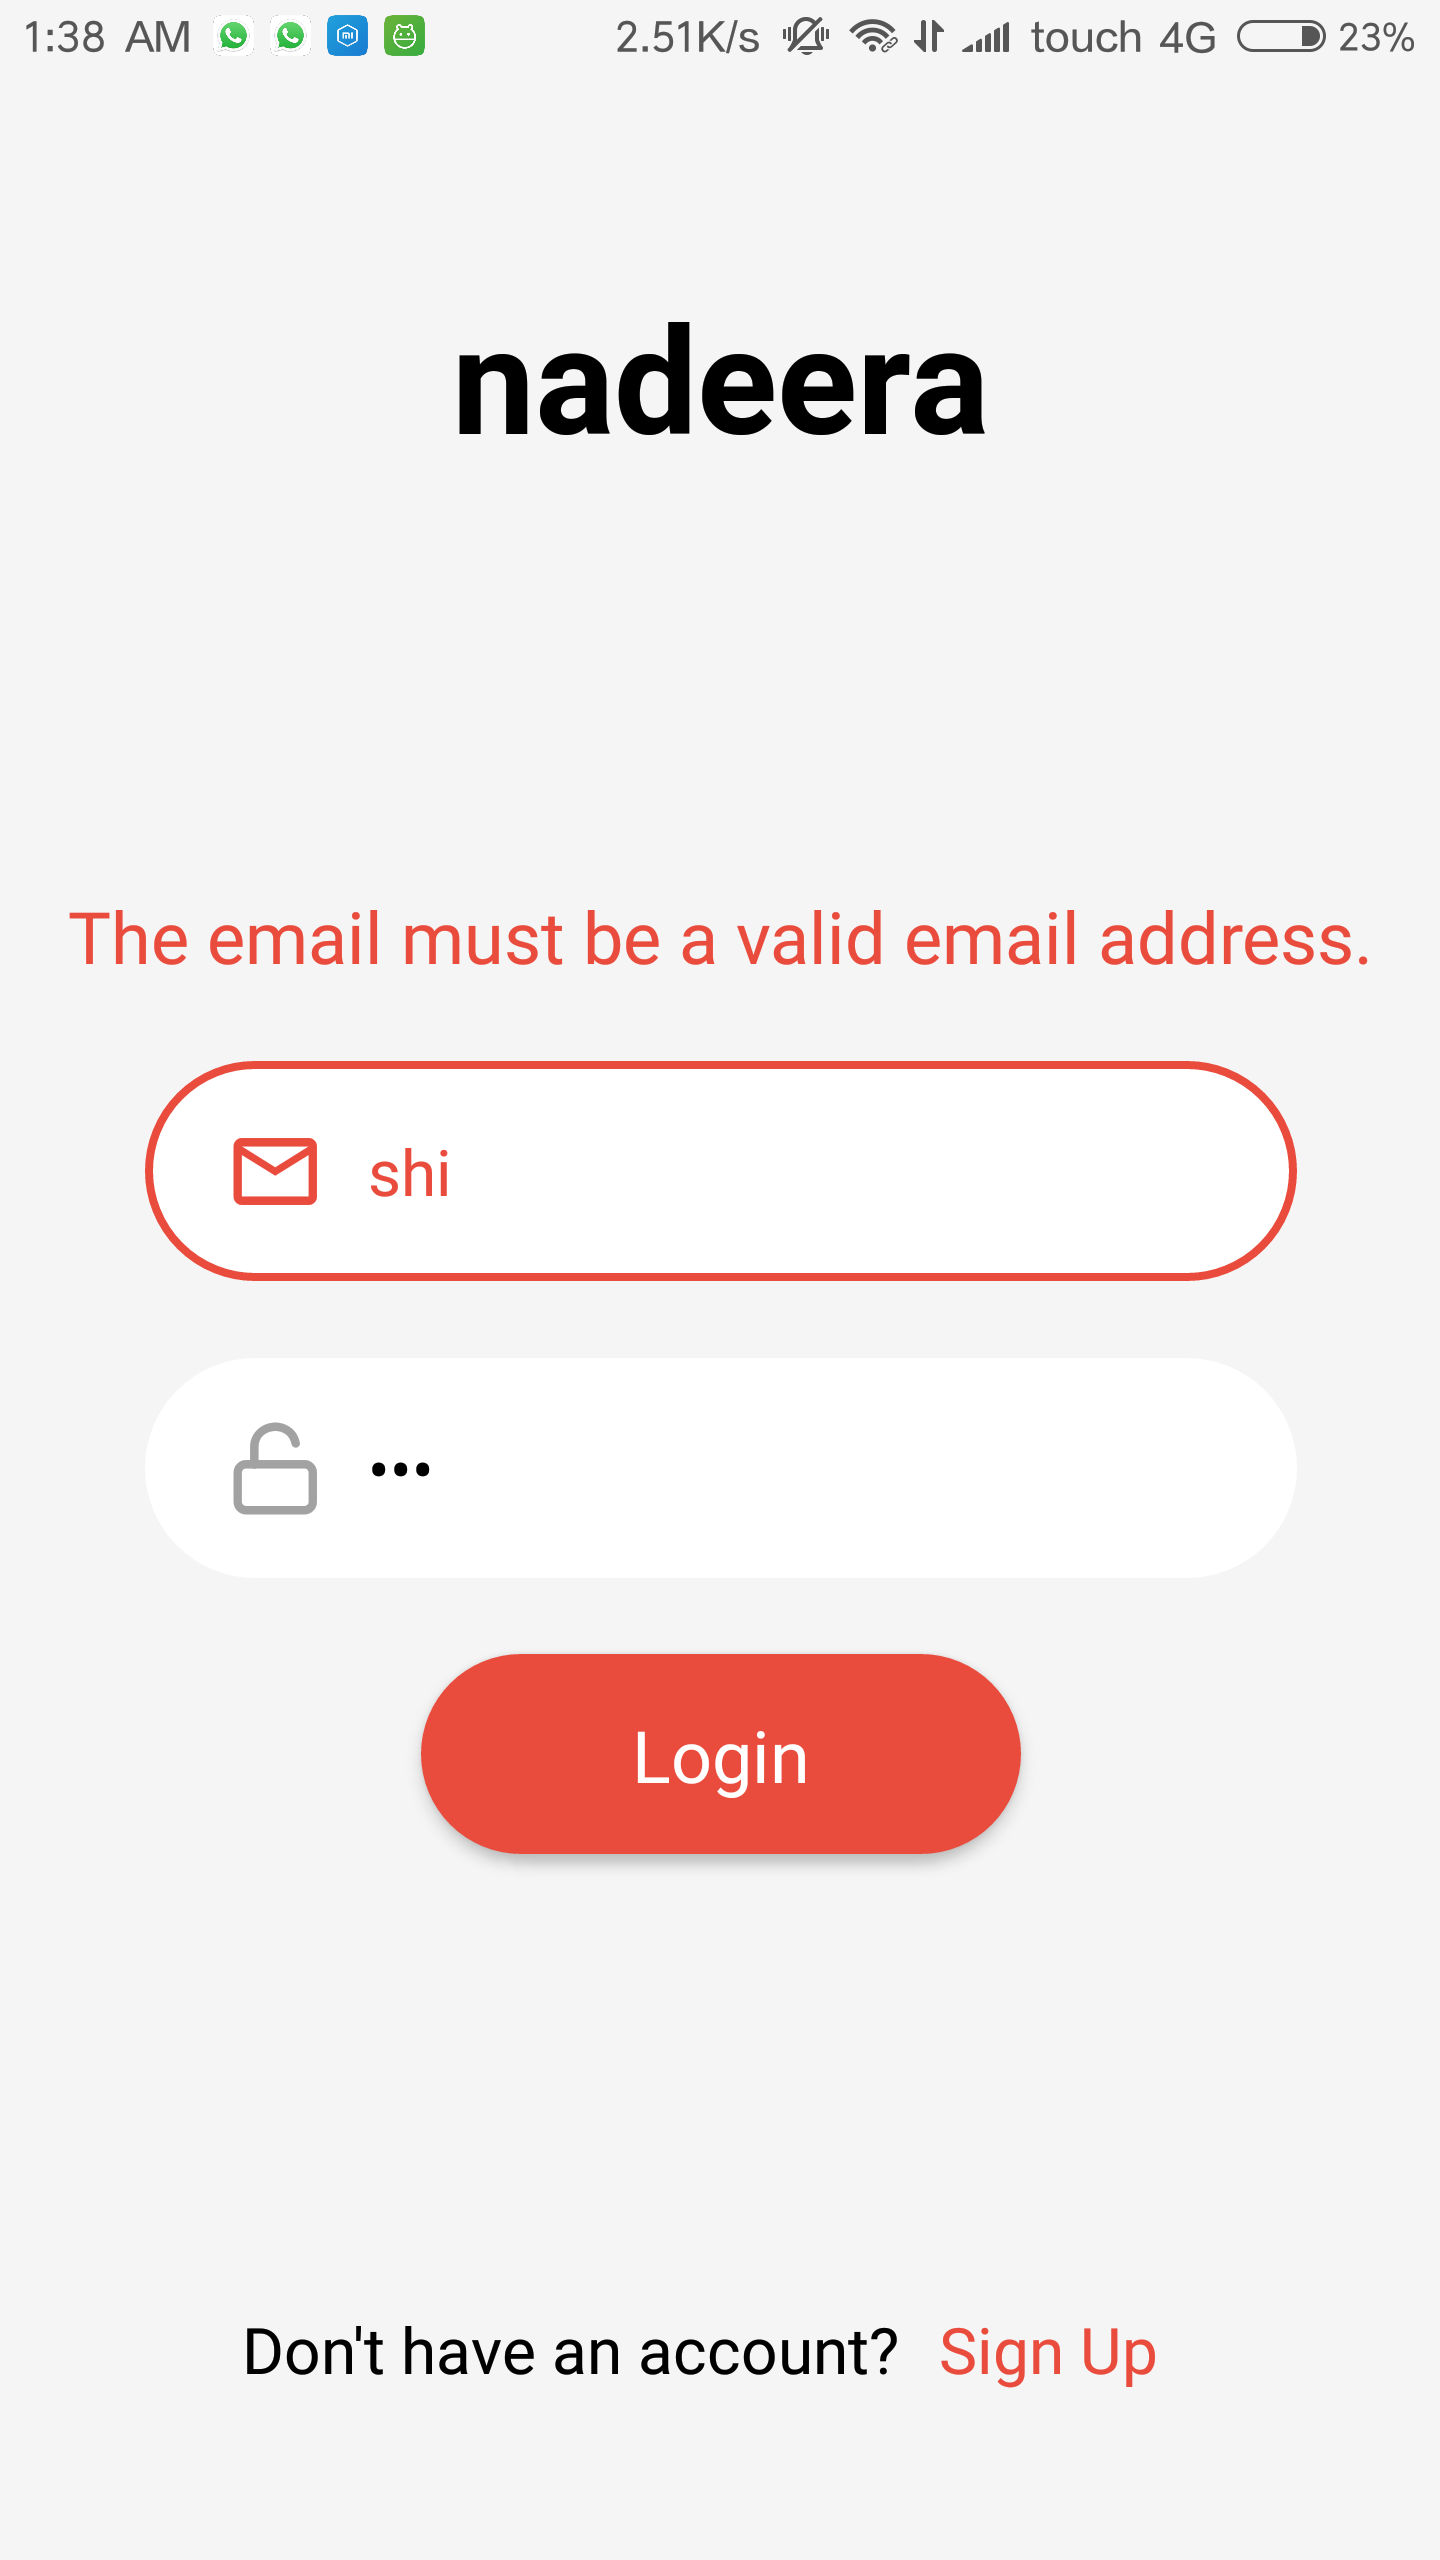 1:38 AM 2.51K/s touch 4G 23%
nadeera
The email must be a valid email address.
shi
•••
Login
Don't have an account? Sign Up